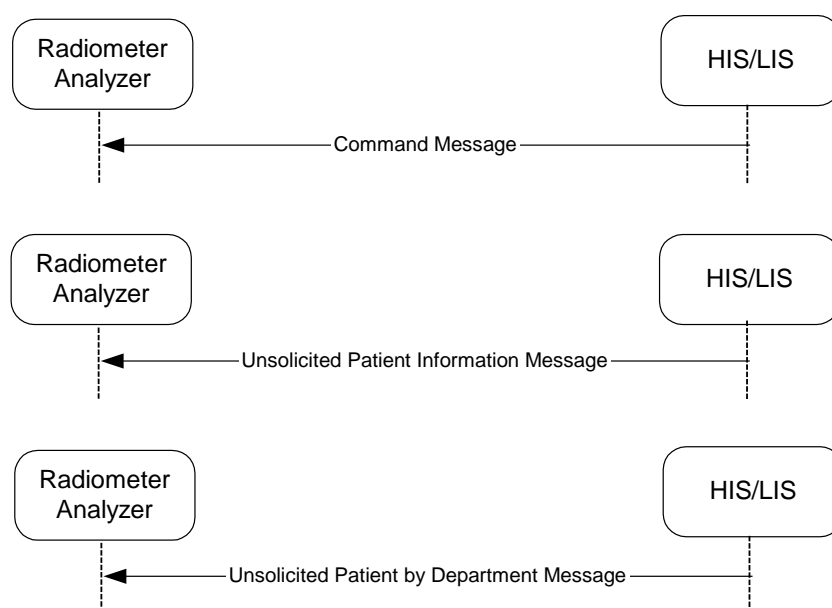 Radiometer
Analyzer
HIS/LIS
Command Message
Radiometer
Analyzer
HIS/LIS
Unsolicited Patient Information Message
Radiometer
Analyzer
HIS/LIS
Unsolicited Patient by Department Message